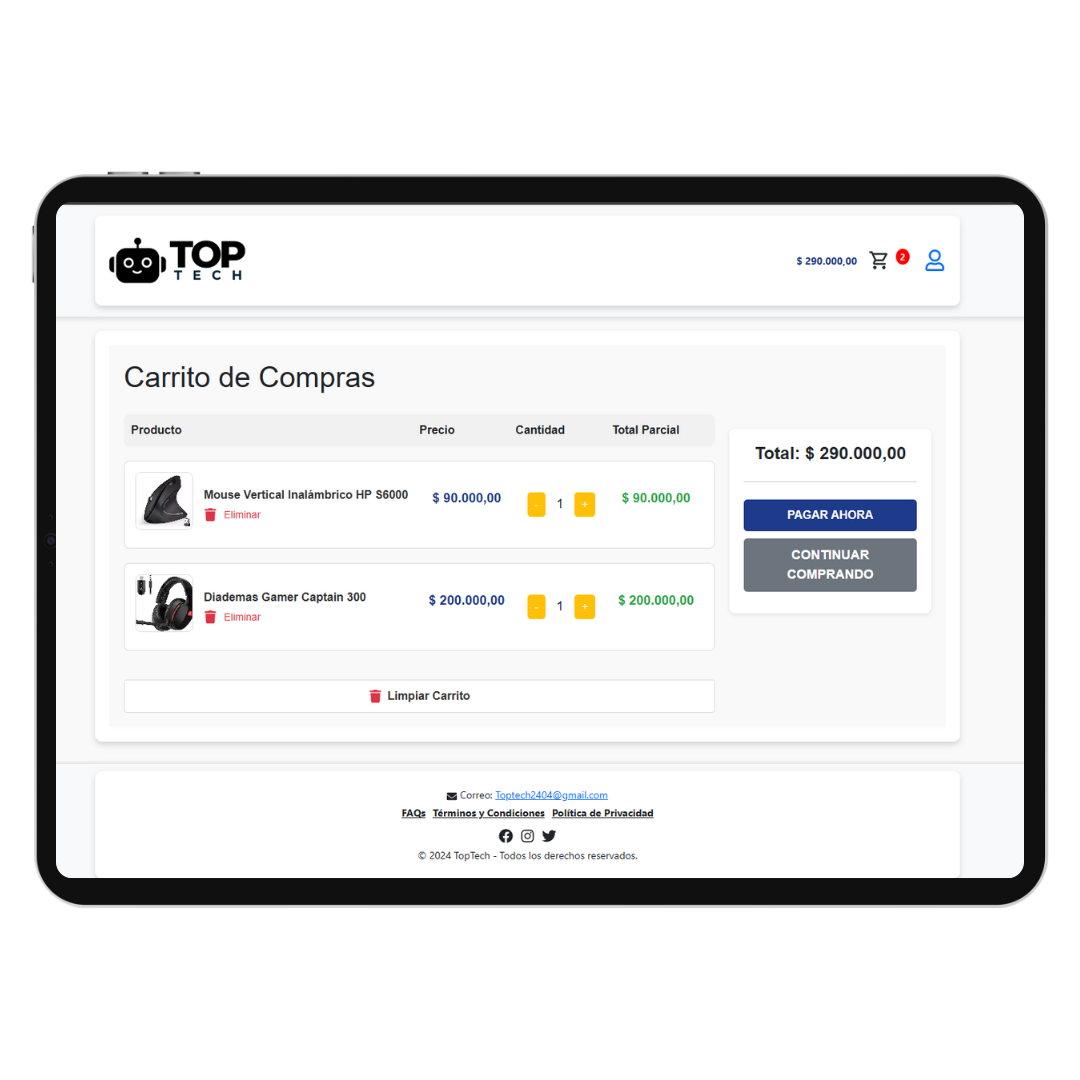 TOP
TECH
$ 290.000,00
2
Carrito de Compras
Producto Precio Cantidad Total Parcial
Mouse Vertical Inalámbrico HP S6000 $ 90.000,00 - 1 + $ 90.000,00
Eliminar
Diademas Gamer Captain 300 $ 200.000,00 - 1 + $ 200.000,00
Eliminar
Limpiar Carrito
Total: $ 290.000,00
PAGAR AHORA
CONTINUAR
COMPRANDO
Correo: Toptech2404@gmail.com
FAQs Términos y Condiciones Política de Privacidad
© 2024 TopTech - Todos los derechos reservados.